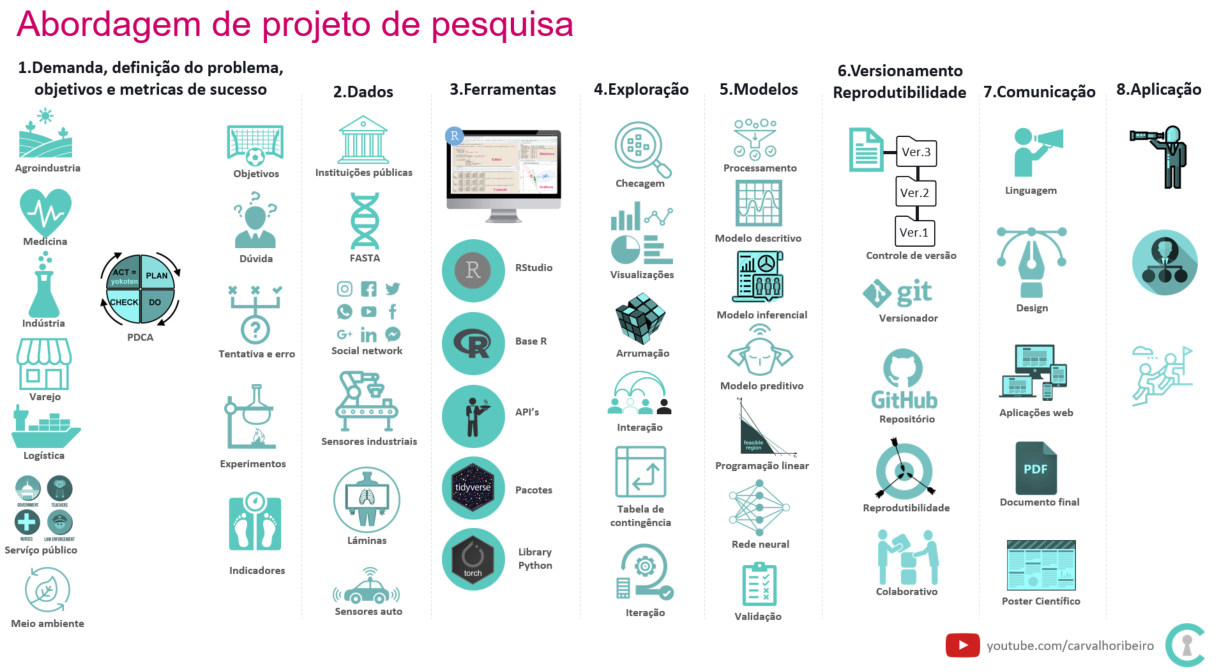 Abordagem de projeto de pesquisa
1.Demanda, definição do problema,
objetivos e metricas de sucesso
Agroindustria
Medicina
Indústria
Varejo
Logística
GOVERNMENT
TEACHERS
NURSES
LAW ENFORCEMENT
Serviço público
Meio ambiente
ACT =
yokoten
PLAN
CHECK
DO
PDCA
Objetivos
Dúvida
Tentativa e erro
Experimentos
Indicadores
2.Dados
Instituições públicas
FASTA
Social network
Sensores industriais
Láminas
Sensores auto
3.Ferramentas
R
R
RStudio
R
Base R
API's
tidyverse
Pacotes
torch
Library
Python
4.Exploração
Checagem
Visualizações
Arrumação
Interação
Tabela de
contingência
Iteração
5.Modelos
Processamento
Modelo descritivo
Modelo inferencial
Modelo preditivo
feasible
region
Programação linear
Rede neural
Validação
6.Versionamento
Reprodutibilidade
Ver.3
Ver.2
Ver.1
Controle de versão
git
Versionador
GitHub
Repositório
Reprodutibilidade
Colaborativo
7.Comunicação
Linguagem
Design
Aplicações web
PDF
Documento final
Poster Científico
8.Aplicação
youtube.com/carvalhoribeiro